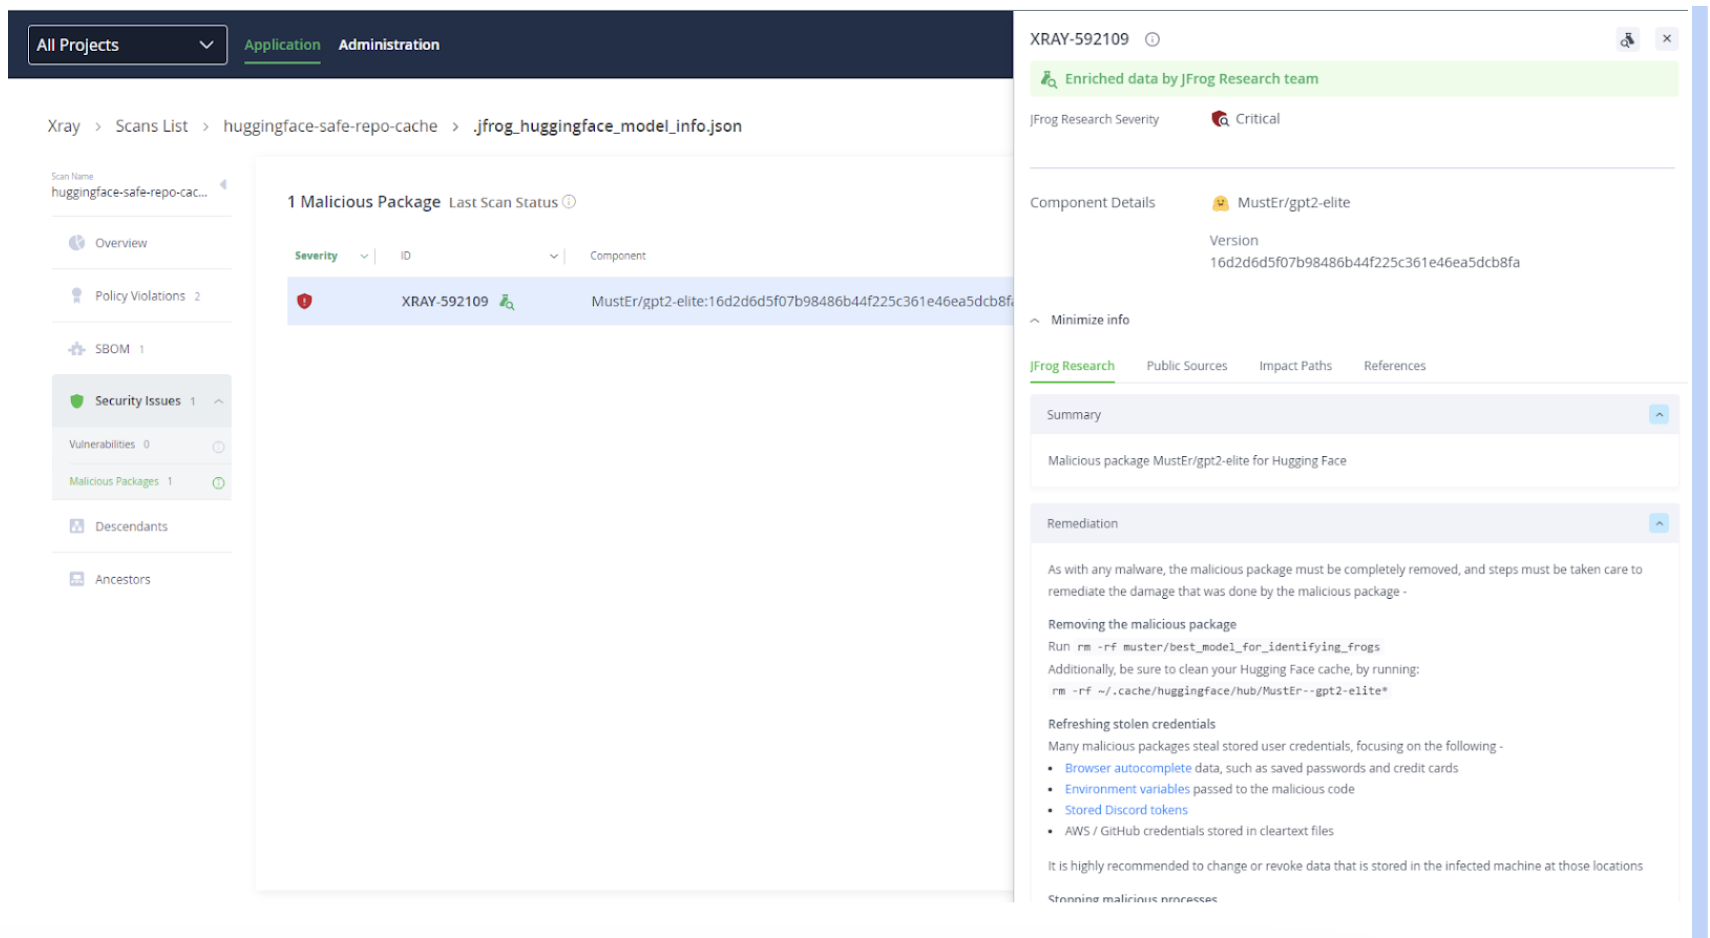 All Projects
Application
Administration
Xray > Scans List > huggingface-safe-repo-cache > .jfrog_huggingface_model_info.json
Scan Name
huggingface-safe-repo-cac...
Overview
Policy Violations 2
SBOM 1
Security Issues 1
Vulnerabilities 0
Malicious Packages 1
Descendants
Ancestors
1 Malicious Package Last Scan Status
Severity ID Component
XRAY-592109 MustEr/gpt2-elite:16d2d6d5f07b98486b44f225c361e46ea5dcb8fa
XRAY-592109
Enriched data by JFrog Research team
JFrog Research Severity Critical
Component Details MustEr/gpt2-elite
Version
16d2d6d5f07b98486b44f225c361e46ea5dcb8fa
Minimize info
JFrog Research Public Sources Impact Paths References
Summary
Malicious package MustEr/gpt2-elite for Hugging Face
Remediation
As with any malware, the malicious package must be completely removed, and steps must be taken care to
remediate the damage that was done by the malicious package -
Removing the malicious package
Run rm -rf muster/best_model_for_identifying_frogs
Additionally, be sure to clean your Hugging Face cache, by running:
rm -rf ~/.cache/huggingface/hub/MustEr--gpt2-elite*
Refreshing stolen credentials
Many malicious packages steal stored user credentials, focusing on the following -
• Browser autocomplete data, such as saved passwords and credit cards
• Environment variables passed to the malicious code
• Stored Discord tokens
• AWS / GitHub credentials stored in cleartext files
It is highly recommended to change or revoke data that is stored in the infected machine at those locations
Stopping malicious processes